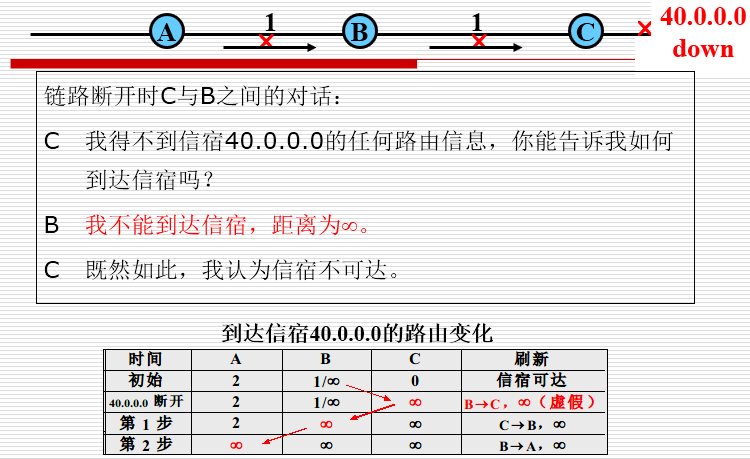 1 1 40.0.0.0
A B C down
链路断开时C与B之间的对话：
C 我得不到信宿40.0.0.0的任何路由信息，你能告诉我如何
到达信宿吗？
B 我不能到达信宿，距离为∞。
C 既然如此，我认为信宿不可达。
到达信宿40.0.0.0的路由变化
时间 A B C 刷新
初始 2 1/∞ 0 信宿可达
40.0.0.0 断开 2 1/∞ ∞ B→C，∞（虚假）
第 1 步 2 ∞ ∞ C→B，∞
第 2 步 ∞ ∞ ∞ B→A，∞